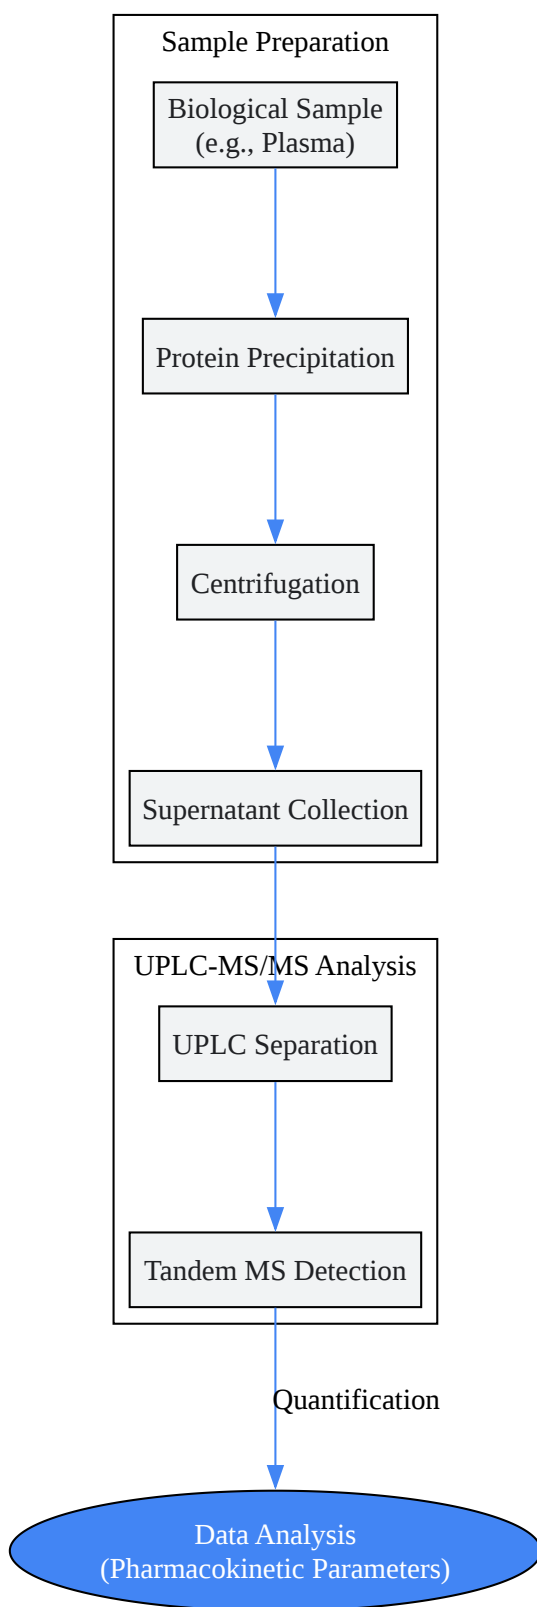 Sample Preparation
Biological Sample
(e.g., Plasma)
Protein Precipitation
Centrifugation
Supernatant Collection
UPLC-MS/MS Analysis
UPLC Separation
Tandem MS Detection
Quantification
Data Analysis
(Pharmacokinetic Parameters)